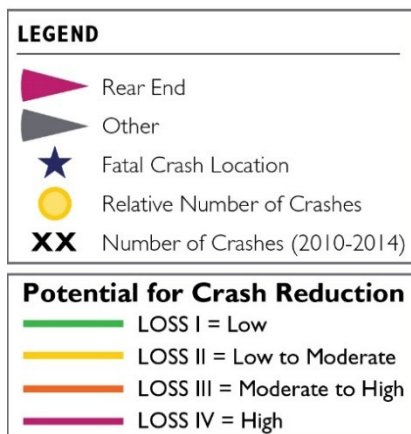 LEGEND
Rear End
Other
Fatal Crash Location
Relative Number of Crashes
XX Number of Crashes (2010-2014)
Potential for Crash Reduction
LOSS I = Low
LOSS II = Low to Moderate
LOSS III = Moderate to High
LOSS IV = High